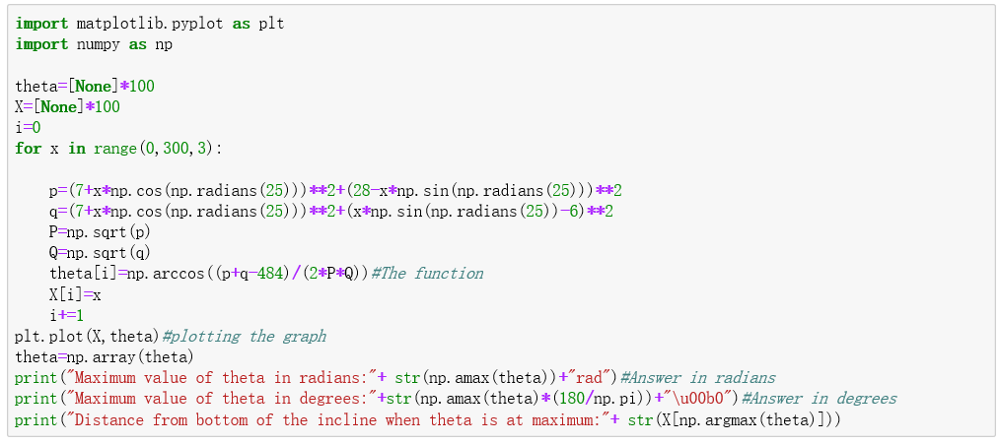 import matplotlib.pyplot as plt
import numpy as np
theta=[None]*100
X=[None]*100
i=0
for x in range(0,300,3):
p=(7+x*np.cos(np.radians(25)))**2+(28-x*np.sin(np.radians(25)))**2
q=(7+x*np.cos(np.radians(25)))**2+(x*np.sin(np.radians(25))-6)**2
P=np.sqrt(p)
Q=np.sqrt(q)
theta[i]=np.arccos((p+q-484)/(2*P*Q))#The function
X[i]=x
i+=1
plt.plot(X,theta)#plotting the graph
theta=np.array(theta)
print("Maximum value of theta in radians:"+ str(np.amax(theta))+"rad")#Answer in radians
print("Maximum value of theta in degrees:"+str(np.amax(theta)*(180/np.pi))+"\u00b0")#Answer in degrees
print("Distance from bottom of the incline when theta is at maximum:"+ str(X[np.argmax(theta)]))